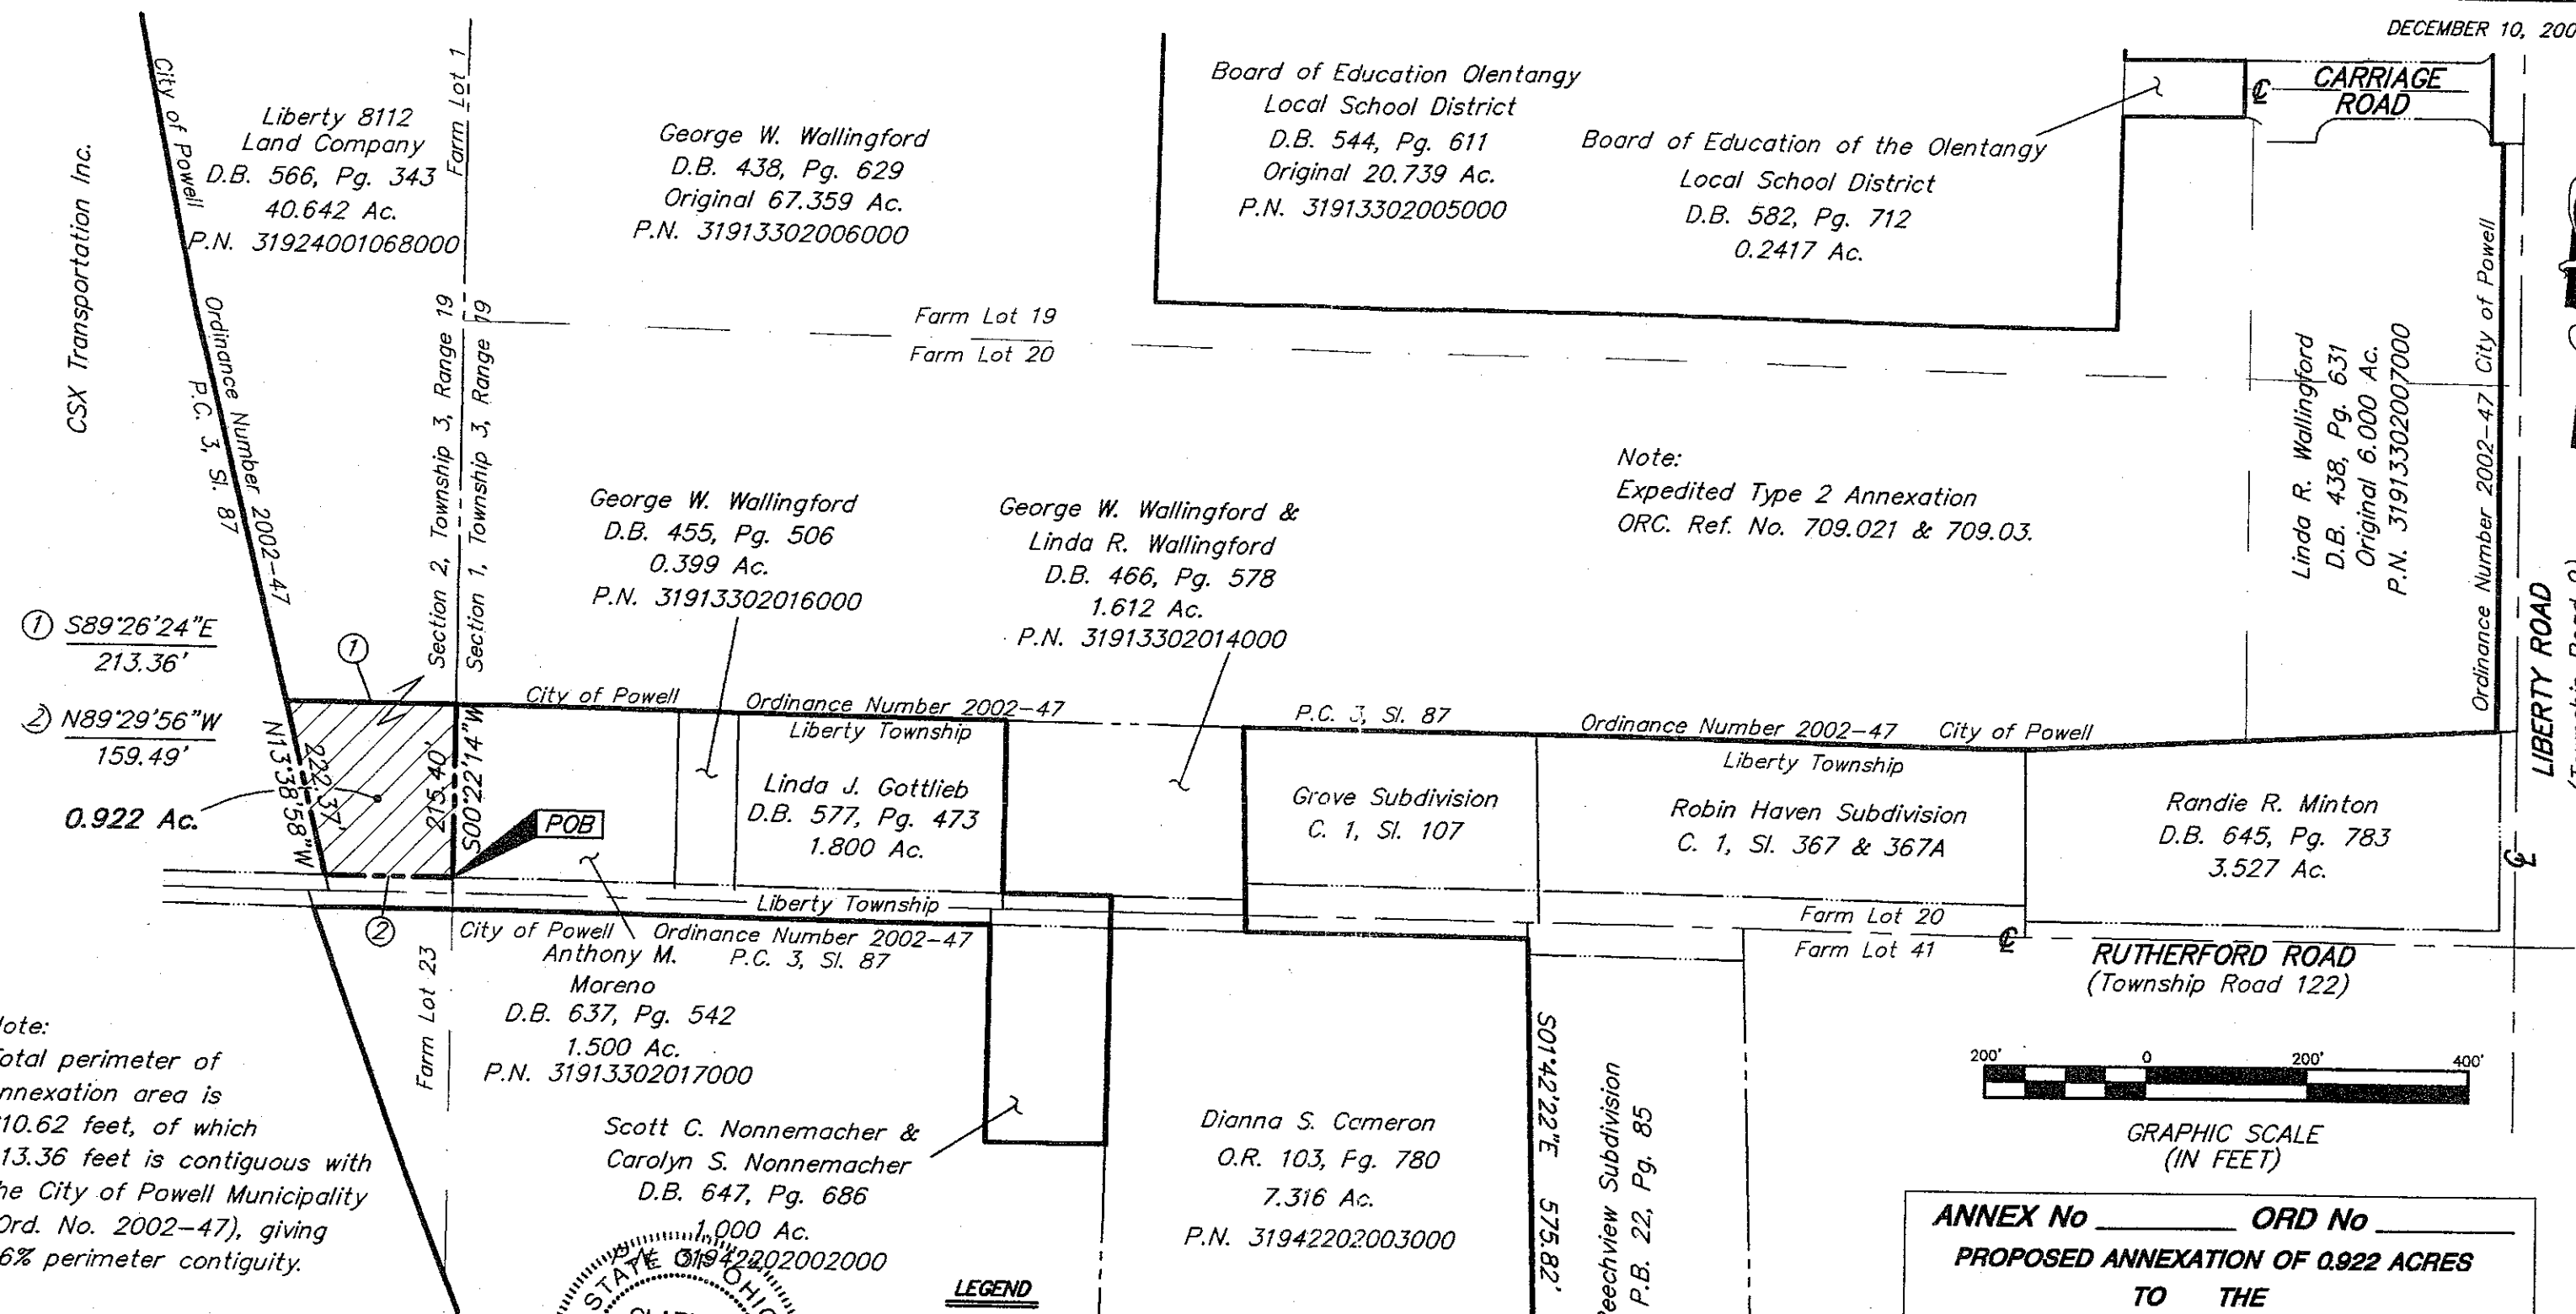 DECEMBER 10, 200
City of Powell
Ordinance Number 2002-47
P.C. 3, Sl. 87
CSX Transportation Inc.
Liberty 8112
Land Company
D.B. 566, Pg. 343
40.642 Ac.
P.N. 31924001068000
Farm Lot 1
Section 2, Township 3, Range 19
Section 1, Township 3, Range 19
George W. Wallingford
D.B. 438, Pg. 629
Original 67.359 Ac.
P.N. 31913302006000
Board of Education Olentangy
Local School District
D.B. 544, Pg. 611
Original 20.739 Ac.
P.N. 31913302005000
Board of Education of the Olentangy
Local School District
D.B. 582, Pg. 712
0.2417 Ac.
℄ CARRIAGE
ROAD
Farm Lot 19
Farm Lot 20
Linda R. Wallingford
D.B. 438, Pg. 631
Original 6.000 Ac.
P.N. 31913302007000
Ordinance Number 2002-47 City of Powell
LIBERTY ROAD
Note:
Expedited Type 2 Annexation
ORC. Ref. No. 709.021 & 709.03.
George W. Wallingford
D.B. 455, Pg. 506
0.399 Ac.
P.N. 31913302016000
George W. Wallingford &
Linda R. Wallingford
D.B. 466, Pg. 578
1.612 Ac.
P.N. 31913302014000
① S89°26'24"E
213.36'
② N89°29'56"W
159.49'
0.922 Ac.
①
N13°38'58"W
222.37'
215.40'
S00°22'14"W
POB
②
City of Powell Ordinance Number 2002-47
Liberty Township
P.C. 3, Sl. 87
Ordinance Number 2002-47 City of Powell
Liberty Township
Linda J. Gottlieb
D.B. 577, Pg. 473
1.800 Ac.
Grove Subdivision
C. 1, Sl. 107
Robin Haven Subdivision
C. 1, Sl. 367 & 367A
Randie R. Minton
D.B. 645, Pg. 783
3.527 Ac.
℄
Liberty Township
City of Powell Ordinance Number 2002-47
P.C. 3, Sl. 87
Farm Lot 20
Farm Lot 41
℄
RUTHERFORD ROAD
(Township Road 122)
Farm Lot 23
Anthony M.
Moreno
D.B. 637, Pg. 542
1.500 Ac.
P.N. 31913302017000
Scott C. Nonnemacher &
Carolyn S. Nonnemacher
D.B. 647, Pg. 686
1.000 Ac.
P.N. 31942202002000
Dianna S. Cameron
O.R. 103, Pg. 780
7.316 Ac.
P.N. 31942202003000
S01°42'22"E 575.82'
Beechview Subdivision
P.B. 22, Pg. 85
ote:
otal perimeter of
nnexation area is
10.62 feet, of which
13.36 feet is contiguous with
he City of Powell Municipality
Ord. No. 2002-47), giving
6% perimeter contiguity.
STATE OF OHIO
LEGEND
200' 0 200' 400'
GRAPHIC SCALE
(IN FEET)
ANNEX No ORD No
PROPOSED ANNEXATION OF 0.922 ACRES
TO THE